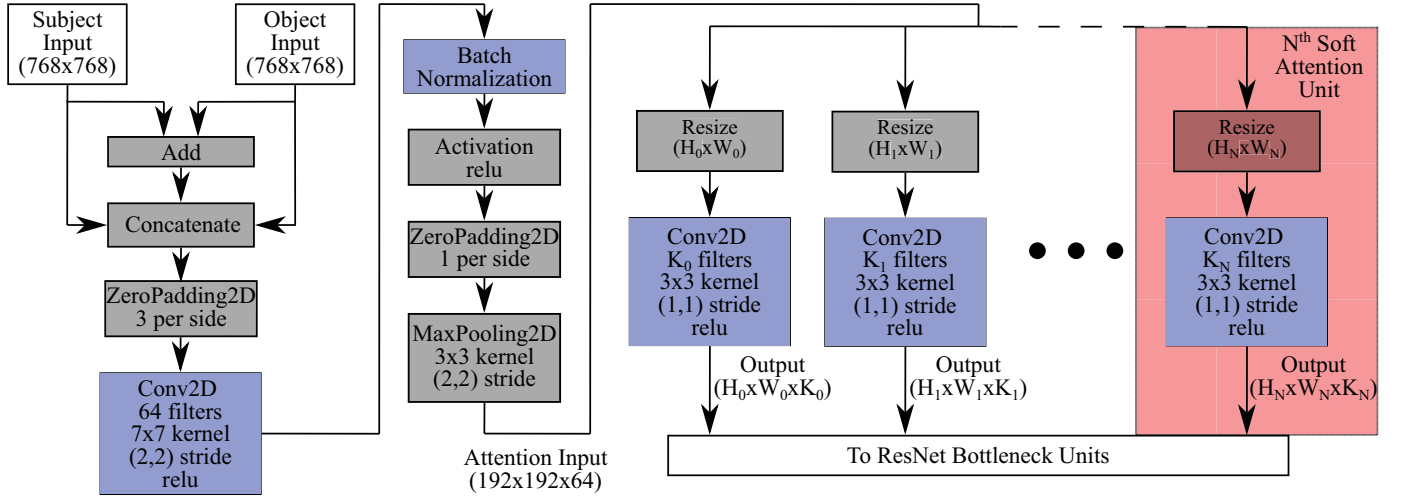 Subject
Input
(768x768)
Object
Input
(768x768)
Add
Concatenate
ZeroPadding2D
3 per side
Conv2D
64 filters
7x7 kernel
(2,2) stride
relu
Batch
Normalization
Activation
relu
ZeroPadding2D
1 per side
MaxPooling2D
3x3 kernel
(2,2) stride
Attention Input
(192x192x64)
Resize
(H₀xW₀)
Conv2D
K₀ filters
3x3 kernel
(1,1) stride
relu
Output
(H₀xW₀xK₀)
Resize
(H₁xW₁)
Conv2D
K₁ filters
3x3 kernel
(1,1) stride
relu
Output
(H₁xW₁xK₁)
Nᵗʰ Soft
Attention
Unit
Resize
(H_NxW_N)
Conv2D
K_N filters
3x3 kernel
(1,1) stride
relu
Output
(H_NxW_NxK_N)
To ResNet Bottleneck Units